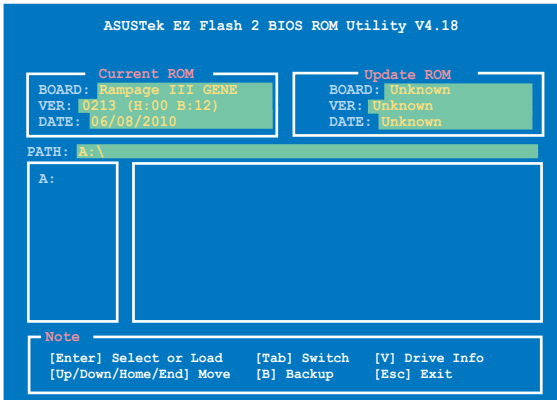 ASUSTek EZ Flash 2 BIOS ROM Utility V4.18
Current ROM
BOARD: Rampage III GENE
VER: 0213 (H:00 B:12)
DATE: 06/08/2010
Update ROM
BOARD: Unknown
VER: Unknown
DATE: Unknown
PATH: A:\
A:
Note
[Enter] Select or Load [Tab] Switch [V] Drive Info
[Up/Down/Home/End] Move [B] Backup [Esc] Exit